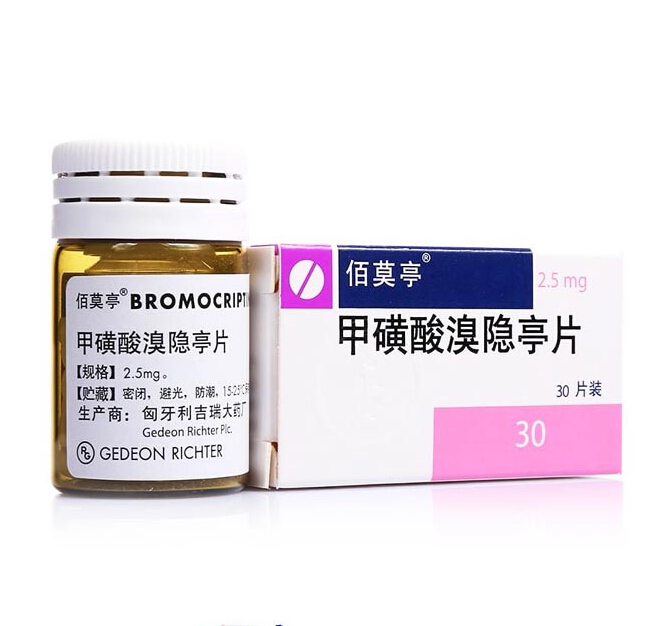 佰莫亭®BROMOCRIPTI
甲磺酸溴隐亭片
【规格】2.5mg。
【贮藏】密闭，避光，防潮，15-25℃
生产商：匈牙利吉瑞大药厂
Gedeon Richter Plc.
RG GEDEON RICHTER
佰莫亭®
2.5 mg
甲磺酸溴隐亭片
30 片装
30